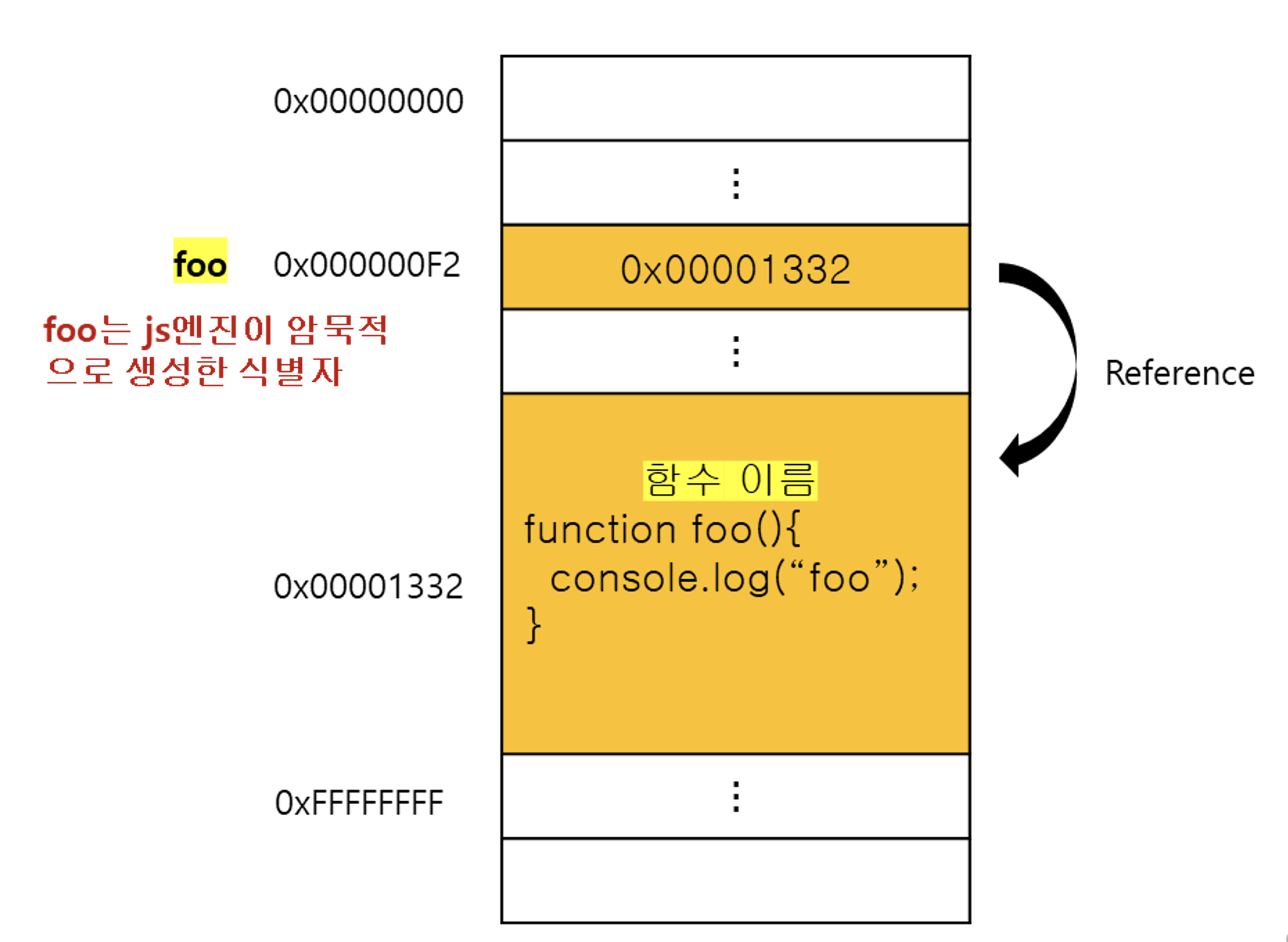 0x00000000
⋮
foo 0x000000F2 0x00001332
foo는 js엔진이 암묵적
으로 생성한 식별자
⋮
Reference
함수 이름
function foo(){
console.log(“foo”);
}
0x00001332
0xFFFFFFFF
⋮